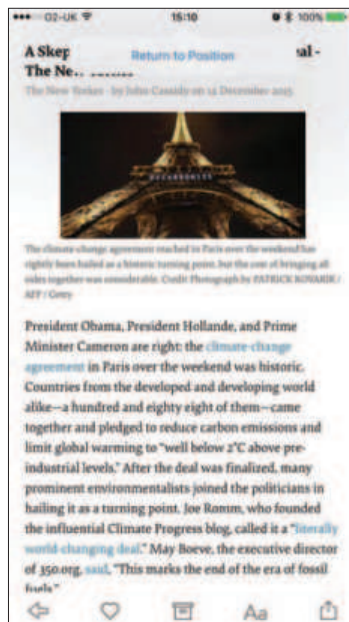 O2-UK 15:10 100%
A Skep Return to Position al -
The Ne
The New Yorker · by John Cassidy on 14 December 2015
DECARBONIZE
The climate-change agreement reached in Paris over the weekend has
rightly been hailed as a historic turning point, but the cost of bringing all
sides together was considerable. Credit Photograph by PATRICK KOVARIK /
AFP / Getty
President Obama, President Hollande, and Prime
Minister Cameron are right: the climate-change
agreement in Paris over the weekend was historic.
Countries from the developed and developing world
alike—a hundred and eighty eight of them—came
together and pledged to reduce carbon emissions and
limit global warming to “well below 2°C above pre-
industrial levels.” After the deal was finalized, many
prominent environmentalists joined the politicians in
hailing it as a turning point. Joe Romm, who founded
the influential Climate Progress blog, called it a “literally
world-changing deal.” May Boeve, the executive director
of 350.org, said, “This marks the end of the era of fossil
fuels.”
Aa